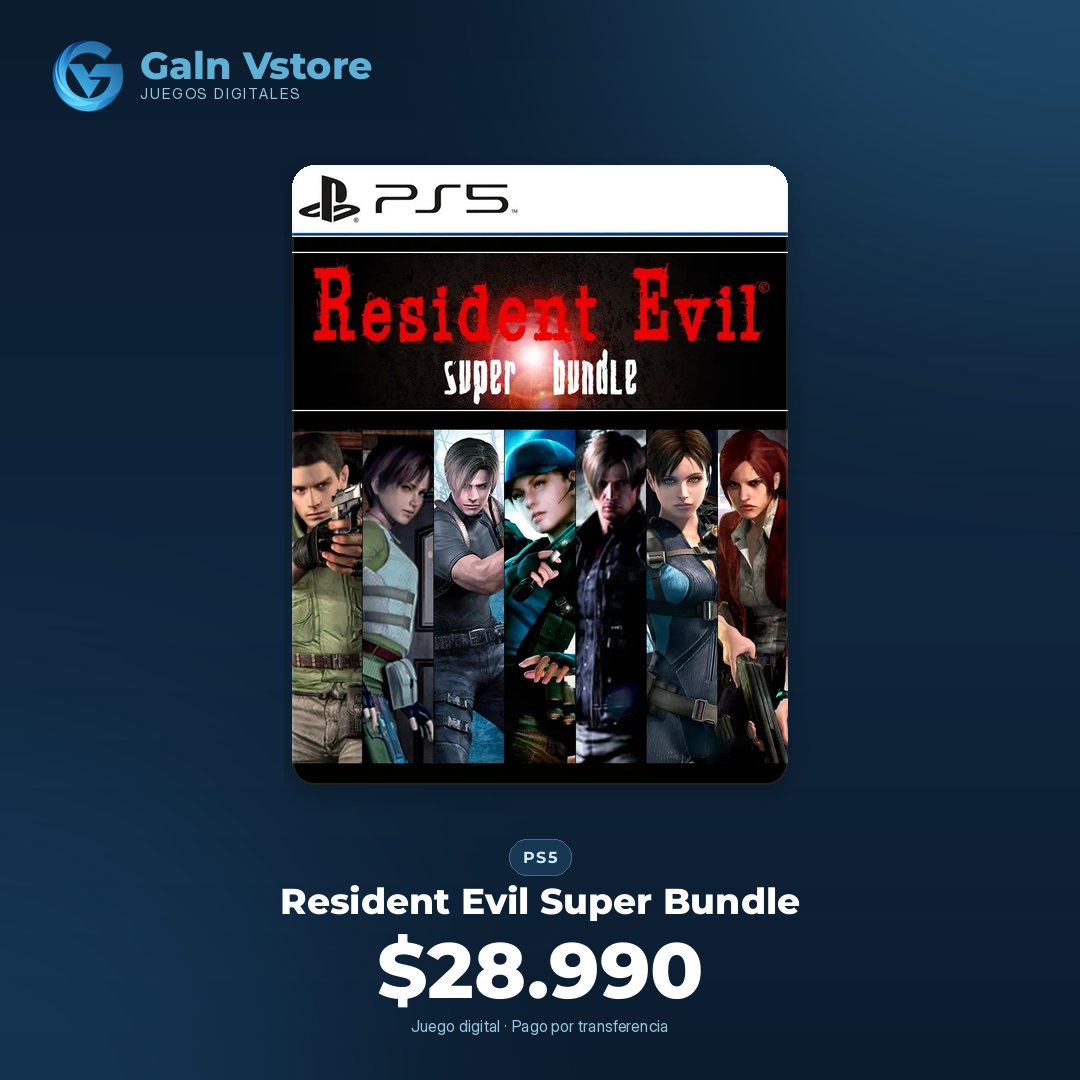 GaIn Vstore
JUEGOS DIGITALES
PS5
Resident Evil©
super bundle
PS5
Resident Evil Super Bundle
$28.990
Juego digital · Pago por transferencia